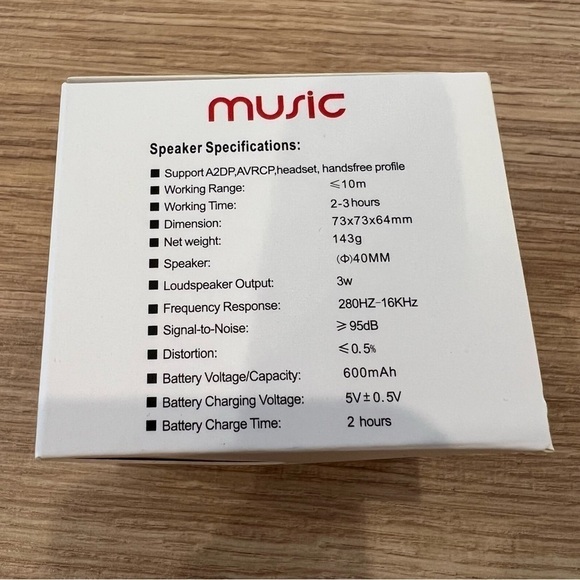 music
Speaker Specifications:
■ Support A2DP,AVRCP,headset, handsfree profile
■ Working Range: ≤10m
■ Working Time: 2-3hours
■ Dimension: 73x73x64mm
■ Net weight: 143g
■ Speaker: (Φ)40MM
■ Loudspeaker Output: 3w
■ Frequency Response: 280HZ-16KHz
■ Signal-to-Noise: ≥95dB
■ Distortion: ≤0.5%
■ Battery Voltage/Capacity: 600mAh
■ Battery Charging Voltage: 5V±0.5V
■ Battery Charge Time: 2 hours